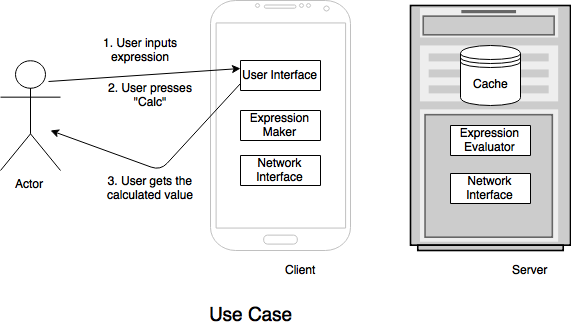 1. User inputs
expression
2. User presses
"Calc"
3. User gets the
calculated value
Actor
User Interface
Expression
Maker
Network
Interface
Client
Cache
Expression
Evaluator
Network
Interface
Server
Use Case